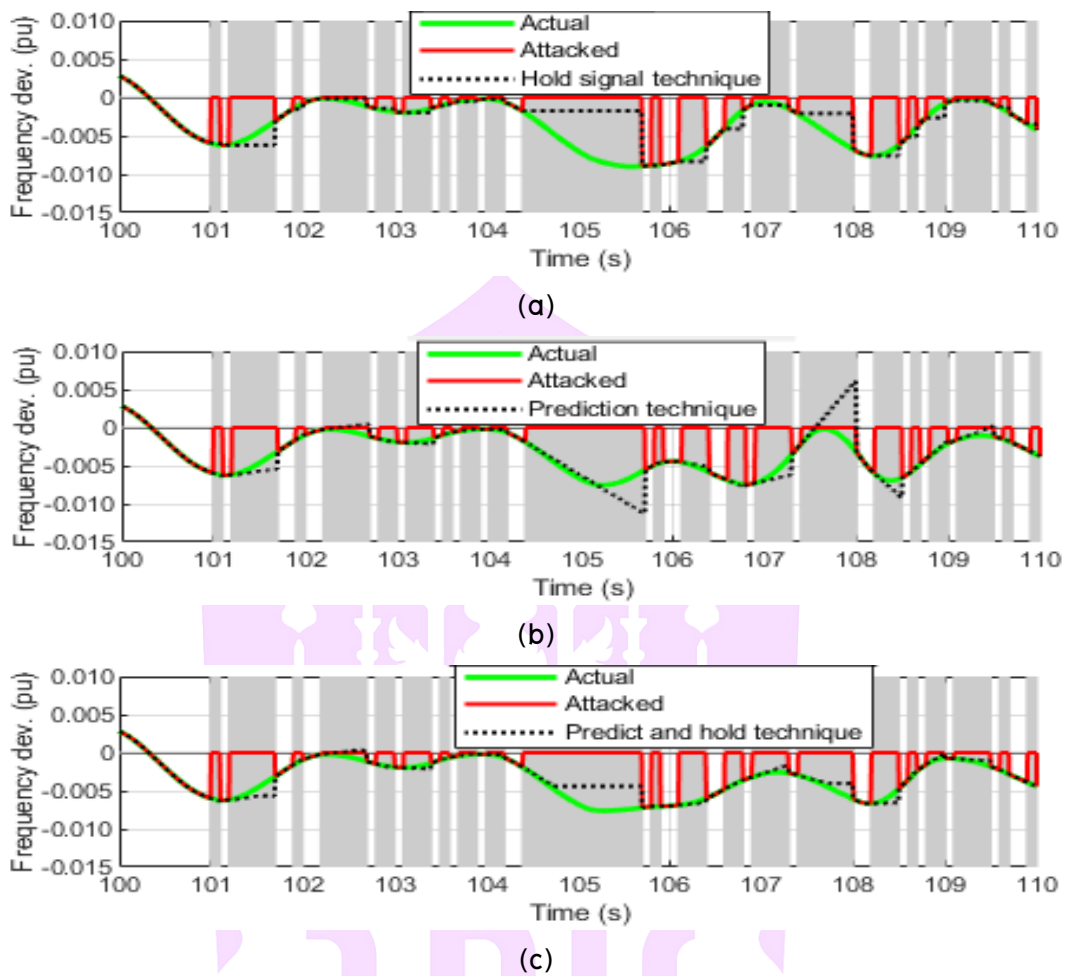 Frequency dev. (pu)
0.010
0.005
0
-0.005
-0.010
-0.015
Actual
Attacked
Hold signal technique
100 101 102 103 104 105 106 107 108 109 110
Time (s)
(a)
Frequency dev. (pu)
0.010
0.005
0
-0.005
-0.010
-0.015
Actual
Attacked
Prediction technique
100 101 102 103 104 105 106 107 108 109 110
Time (s)
(b)
Frequency dev. (pu)
0.010
0.005
0
-0.005
-0.010
-0.015
Actual
Attacked
Predict and hold technique
100 101 102 103 104 105 106 107 108 109 110
Time (s)
(c)